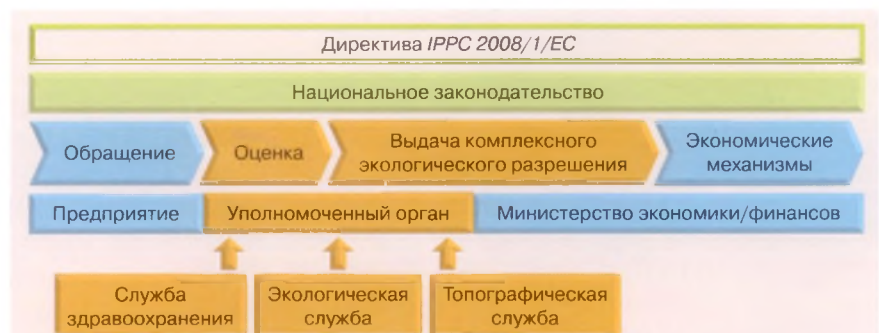 Директива IPPC 2008/1/EC
Национальное законодательство
Обращение
Оценка
Выдача комплексного
экологического разрешения
Экономические
механизмы
Предприятие
Уполномоченный орган
Министерство экономики/финансов
Служба
здравоохранения
Экологическая
служба
Топографическая
служба